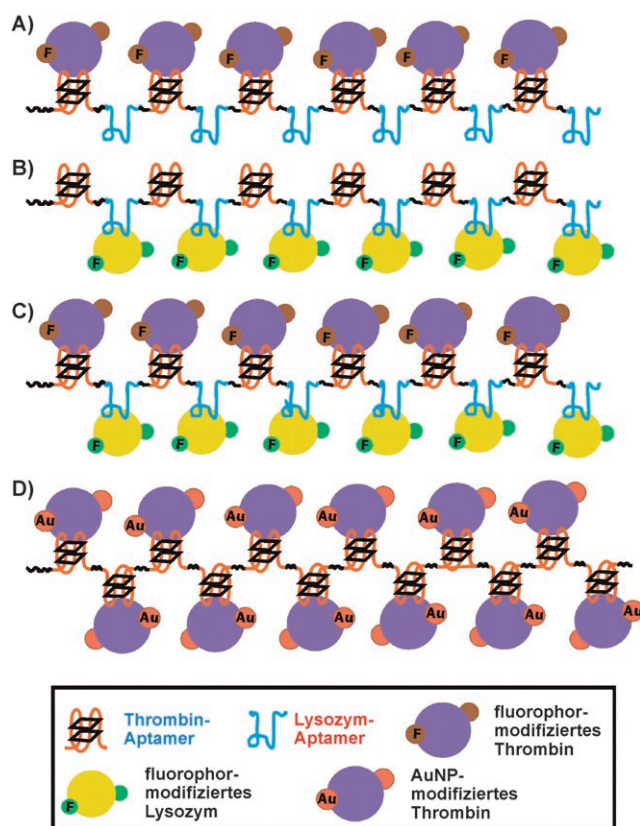 A)
F F F F F F
B)
F F F F F F
C)
F F F F F F
F F F F F F
D)
Au Au Au Au Au Au
Au Au Au Au Au Au
Thrombin-
Aptamer
Lysozym-
Aptamer
F
fluorophor-
modifiziertes
Thrombin
F
fluorophor-
modifiziertes
Lysozym
Au
AuNP-
modifiziertes
Thrombin